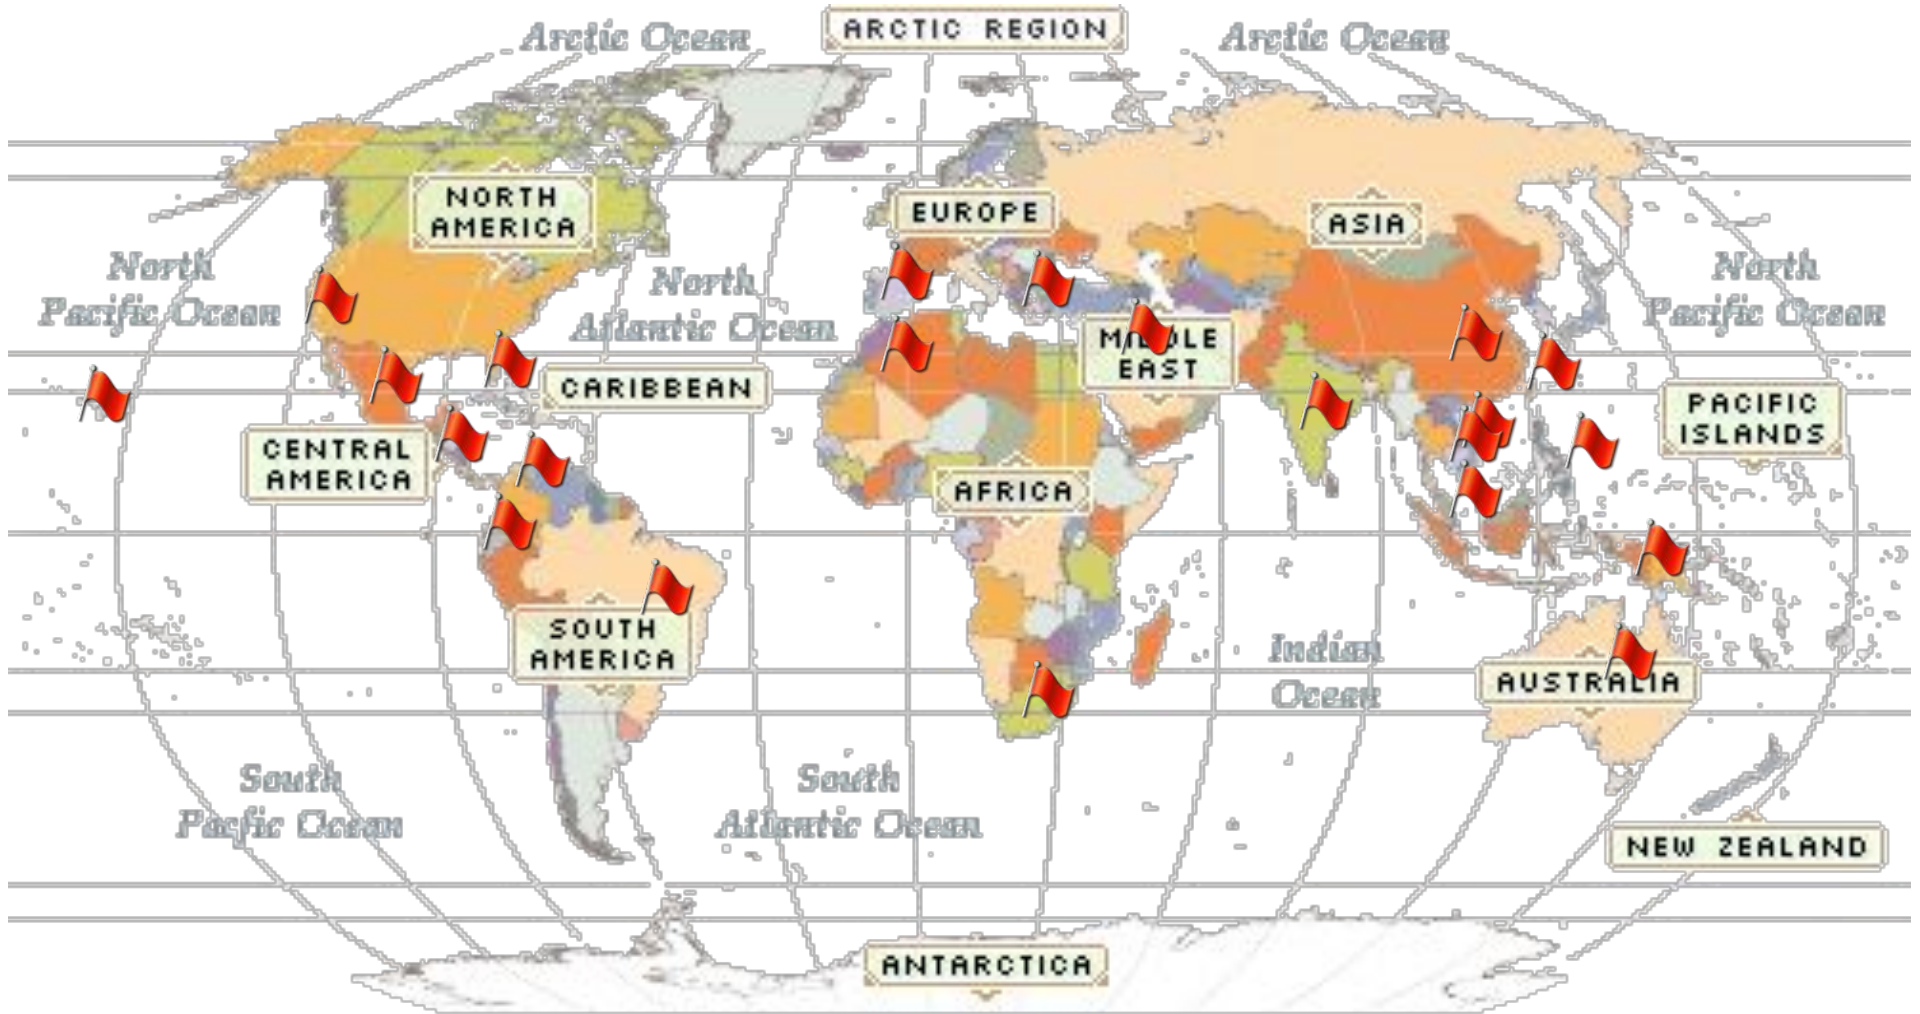 Arctic Ocean
ARCTIC REGION
Arctic Ocean
NORTH
AMERICA
EUROPE
ASIA
North
Pacific Ocean
North
Atlantic Ocean
North
Pacific Ocean
MIDDLE
EAST
CARIBBEAN
PACIFIC
ISLANDS
CENTRAL
AMERICA
AFRICA
SOUTH
AMERICA
Indian
Ocean
AUSTRALIA
South
Pacfic Ocean
South
Atlantic Ocean
NEW ZEALAND
ANTARCTICA